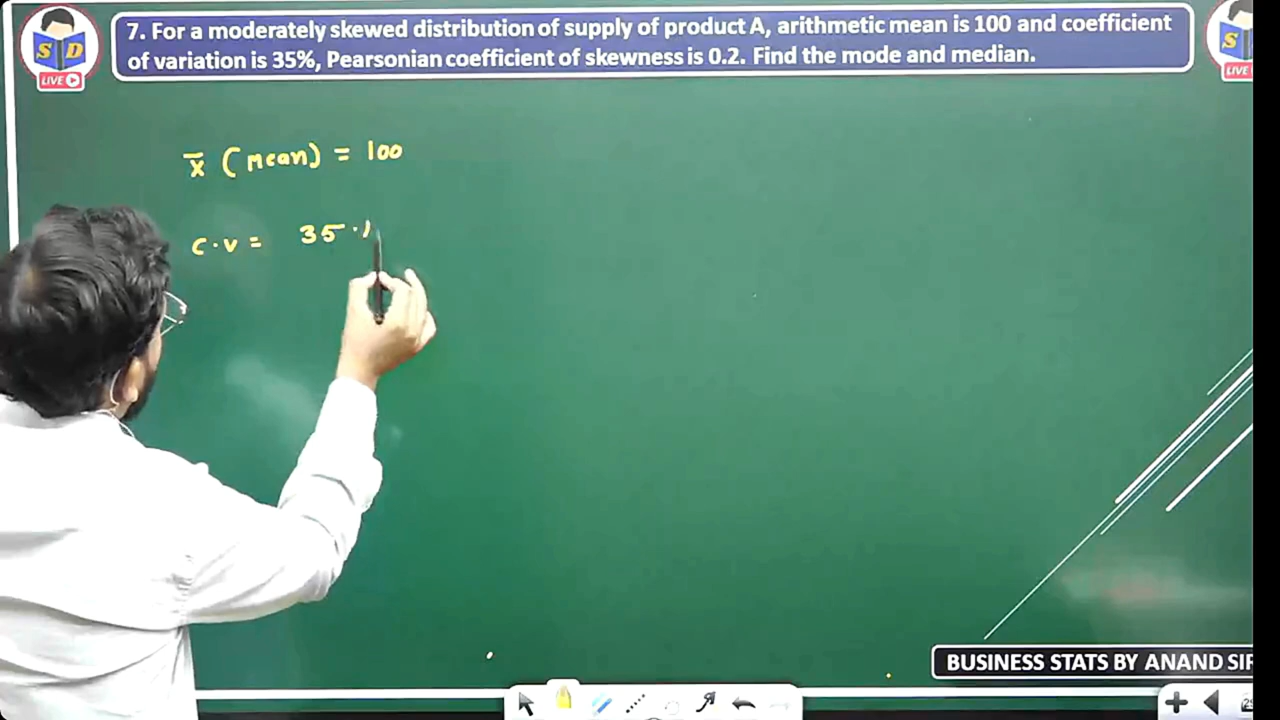 7. For a moderately skewed distribution of supply of product A, arithmetic mean is 100 and coefficient
of variation is 35%, Pearsonian coefficient of skewness is 0.2. Find the mode and median.
S D
LIVE
S
LIVE
x̄ (mean) = 100
C.V = 35 .1
BUSINESS STATS BY ANAND SIR